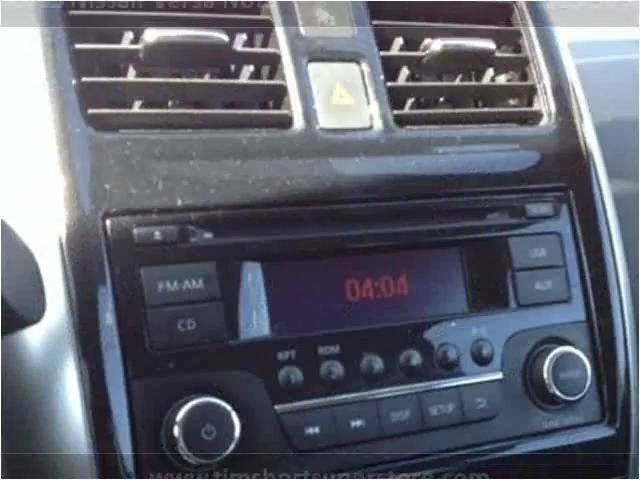 04:04
USB
FM-AM
AUX
CD
RPT RDM
DISP SETUP
www.timshortsuperstore.com